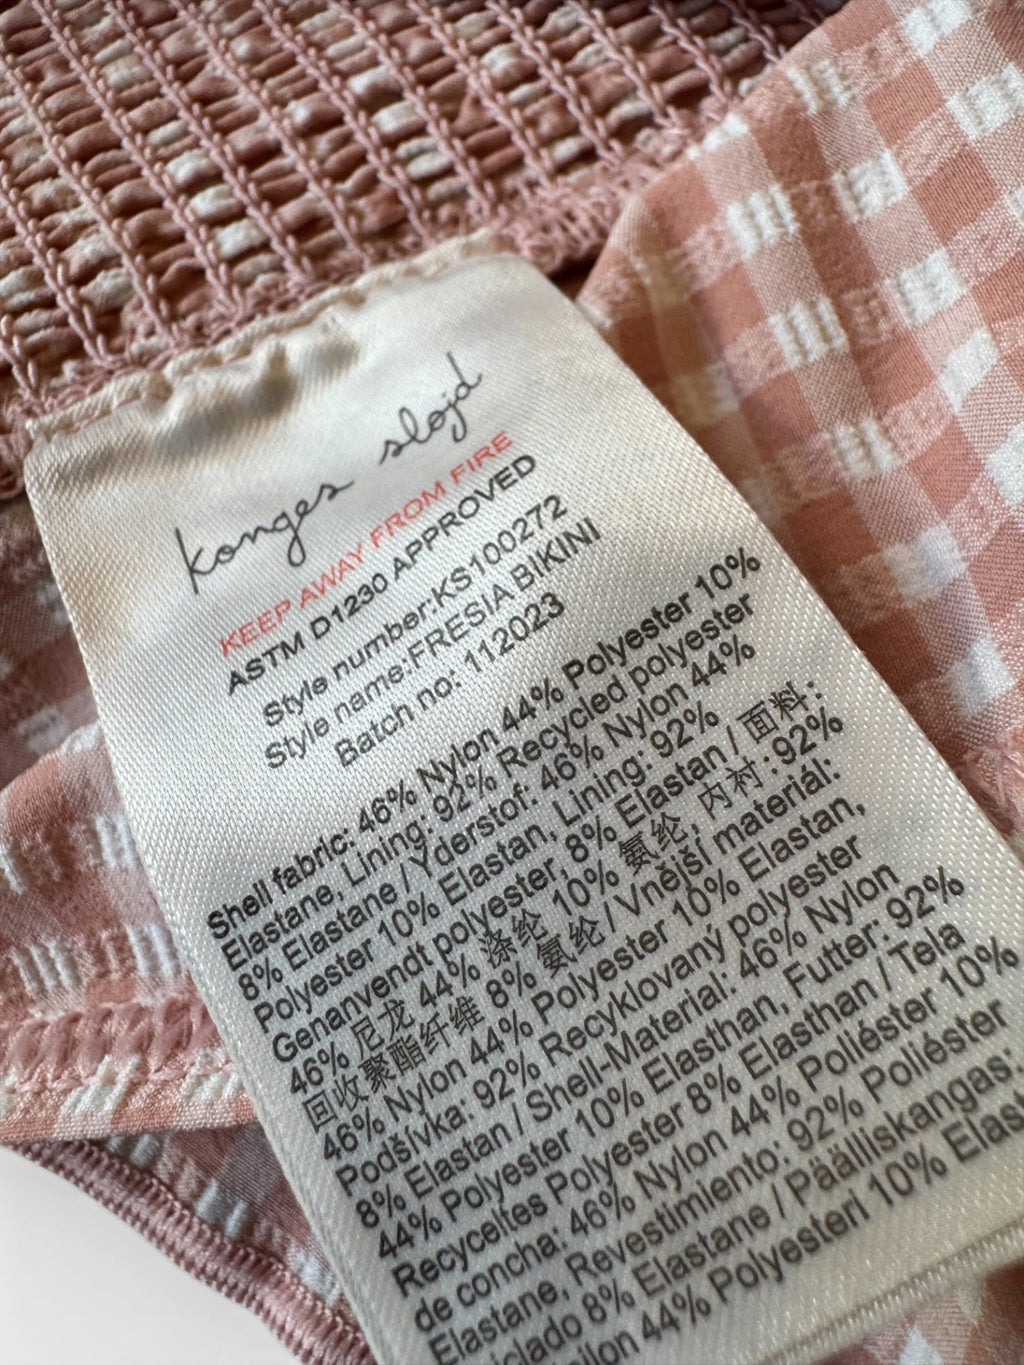 konges sløjd
KEEP AWAY FROM FIRE
ASTM D1230 APPROVED
Style number:KS100272
Style name:FRESIA BIKINI
Batch no: 112023
Shell fabric: 46% Nylon 44% Polyester 10%
Elastane, Lining: 92% Recycled polyester
8% Elastane / Yderstof: 46% Nylon 44%
Polyester 10% Elastan, Lining: 92%
Genanvendt polyester, 8% Elastan / 面料:
46% 尼龙 44% 涤纶 10% 氨纶, 内衬: 92%
回收聚酯纤维 8% 氨纶 / Vnější materiál:
46% Nylon 44% Polyester 10% Elastan,
Podšívka: 92% Recyklovaný polyester
8% Elastan / Shell-Material: 46% Nylon
44% Polyester 10% Elasthan, Futter: 92%
Recyceltes Polyester 8% Elasthan / Tela
de concha: 46% Nylon 44% Poliéster 10%
Elastane, Revestimiento: 92% Poliéster
8% Elastane / Päälliskangas:
44% Polyesteri 10%